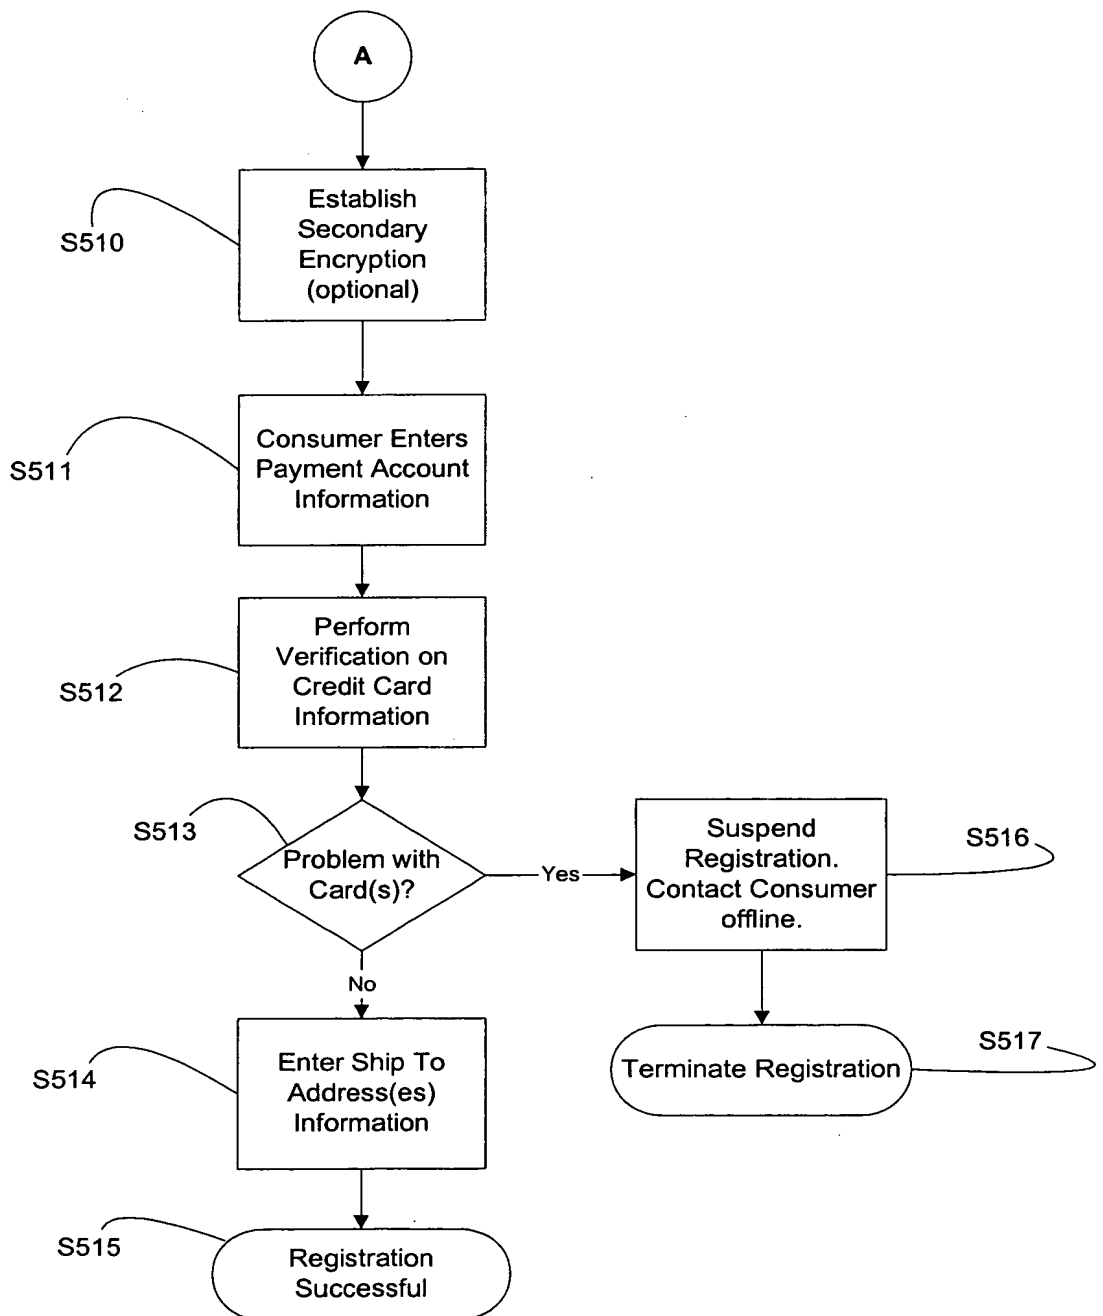 A
Establish
Secondary
Encryption
(optional)
S510
Consumer Enters
Payment Account
Information
S511
Perform
Verification on
Credit Card
Information
S512
S513
Problem with
Card(s)?
Yes
Suspend
Registration.
Contact Consumer
offline.
S516
No
Enter Ship To
Address(es)
Information
S514
Terminate Registration
S517
S515
Registration
Successful